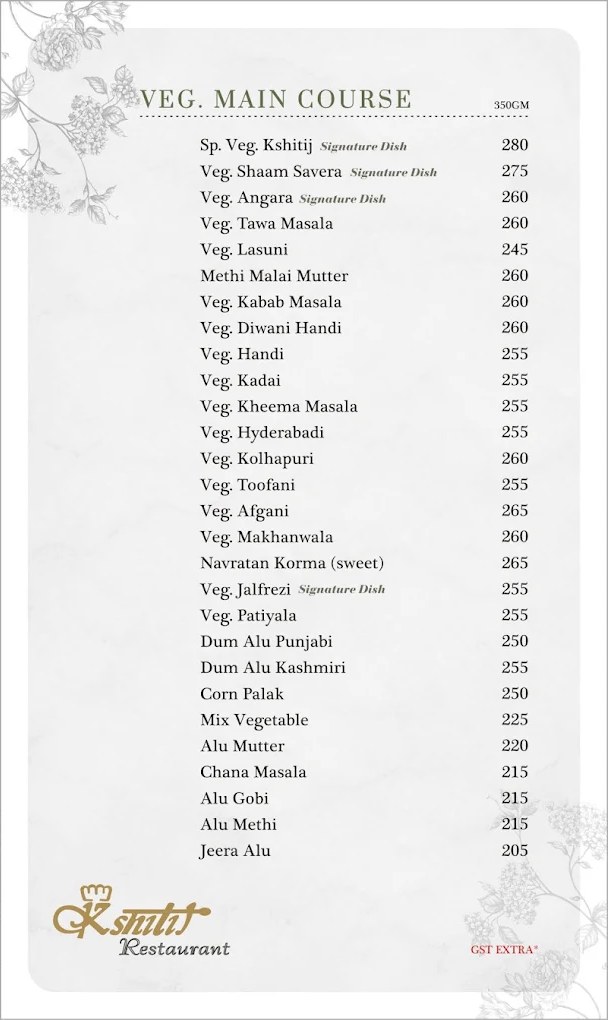 VEG. MAIN COURSE 350GM
Sp. Veg. Kshitij Signature Dish 280
Veg. Shaam Savera Signature Dish 275
Veg. Angara Signature Dish 260
Veg. Tawa Masala 260
Veg. Lasuni 245
Methi Malai Mutter 260
Veg. Kabab Masala 260
Veg. Diwani Handi 260
Veg. Handi 255
Veg. Kadai 255
Veg. Kheema Masala 255
Veg. Hyderabadi 255
Veg. Kolhapuri 260
Veg. Toofani 255
Veg. Afgani 265
Veg. Makhanwala 260
Navratan Korma (sweet) 265
Veg. Jalfrezi Signature Dish 255
Veg. Patiyala 255
Dum Alu Punjabi 250
Dum Alu Kashmiri 255
Corn Palak 250
Mix Vegetable 225
Alu Mutter 220
Chana Masala 215
Alu Gobi 215
Alu Methi 215
Jeera Alu 205
Kshitij
Restaurant
GST EXTRA*